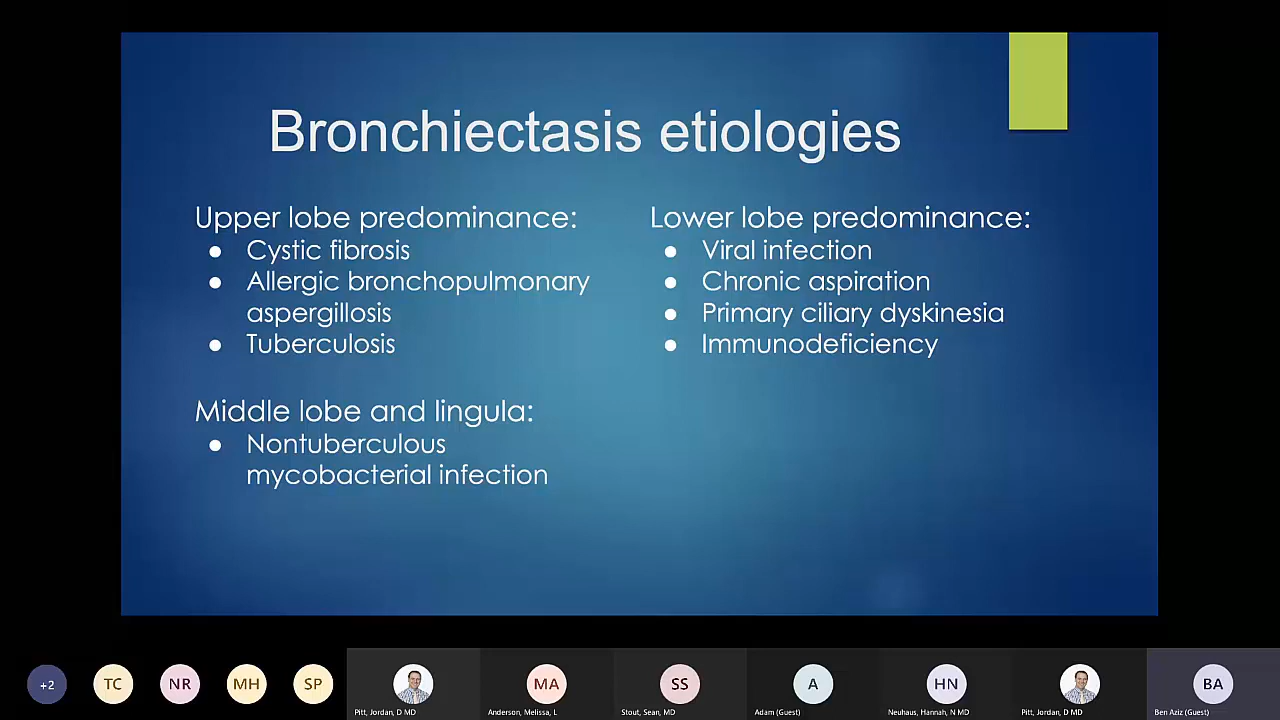 Bronchiectasis etiologies
Upper lobe predominance:
● Cystic fibrosis
● Allergic bronchopulmonary
aspergillosis
● Tuberculosis
Middle lobe and lingula:
● Nontuberculous
mycobacterial infection
Lower lobe predominance:
● Viral infection
● Chronic aspiration
● Primary ciliary dyskinesia
● Immunodeficiency
+2
TC
NR
MH
SP
MA
SS
A
HN
BA
Pitt, Jordan, D MD
Anderson, Melissa, L
Stout, Sean, MD
Adam (Guest)
Neuhaus, Hannah, N MD
Pitt, Jordan, D MD
Ben Aziz (Guest)